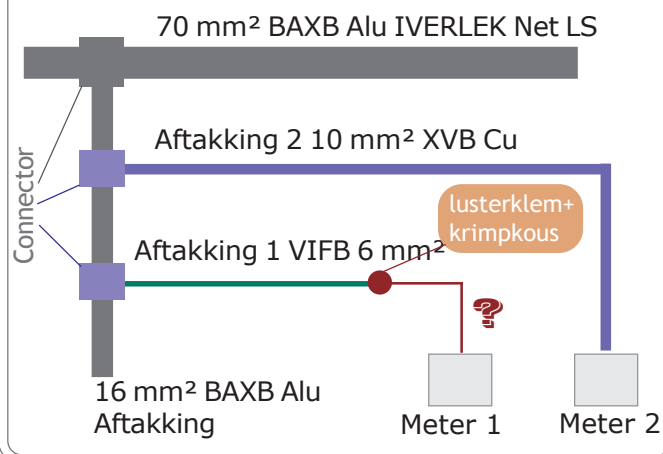 70 mm² BAXB Alu IVERLEK Net LS
Connector
Aftakking 2 10 mm² XVB Cu
lusterklem+
krimpkous
Aftakking 1 VIFB 6 mm²
?
16 mm² BAXB Alu
Aftakking
Meter 1
Meter 2